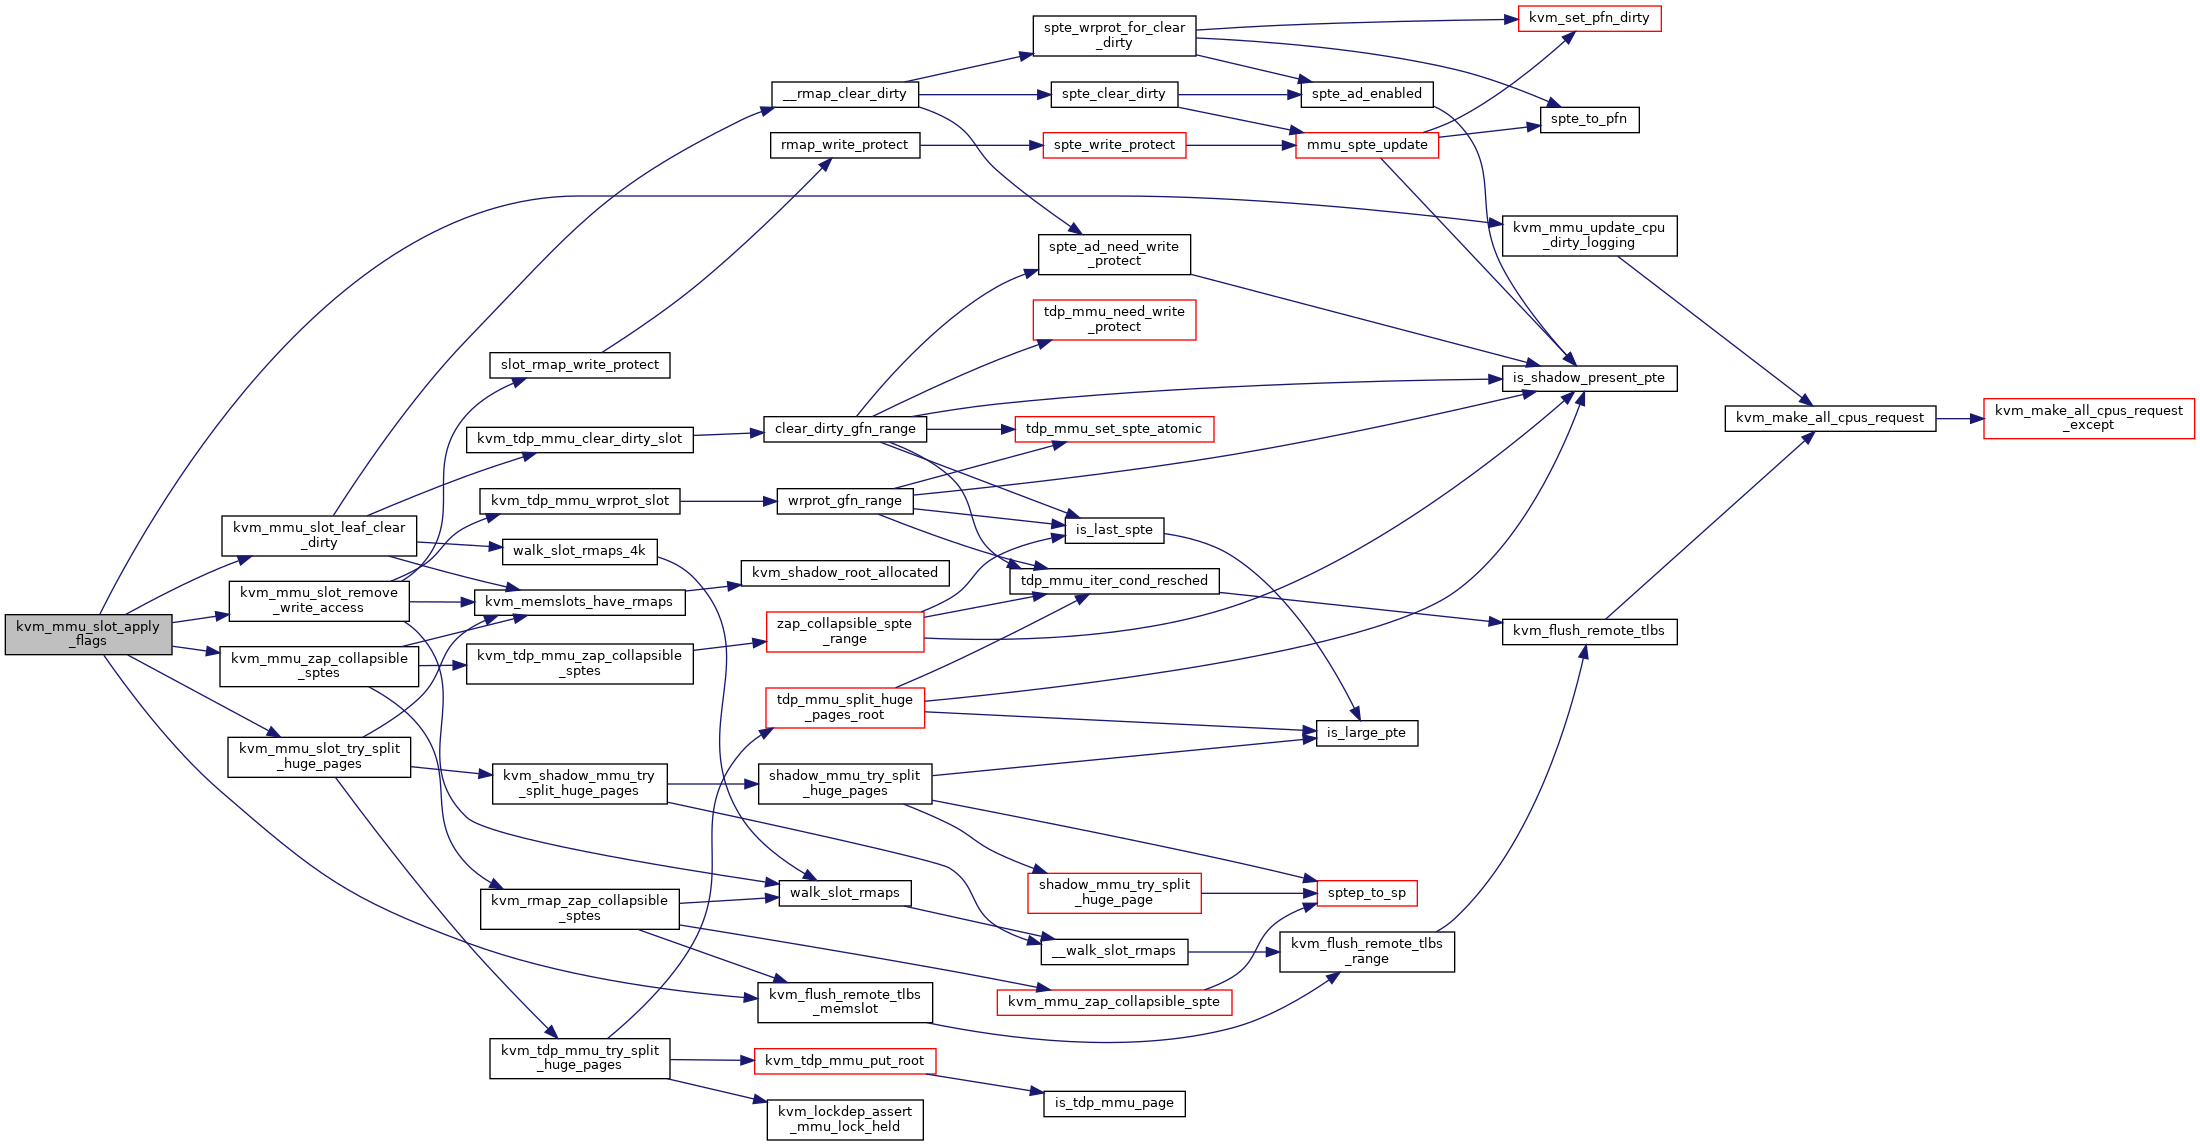 kvm_mmu_slot_apply
_flags
kvm_mmu_slot_leaf_clear
_dirty
kvm_mmu_slot_remove
_write_access
kvm_mmu_zap_collapsible
_sptes
kvm_mmu_slot_try_split
_huge_pages
slot_rmap_write_protect
kvm_tdp_mmu_clear_dirty_slot
kvm_tdp_mmu_wrprot_slot
walk_slot_rmaps_4k
kvm_memslots_have_rmaps
kvm_tdp_mmu_zap_collapsible
_sptes
kvm_shadow_mmu_try
_split_huge_pages
kvm_rmap_zap_collapsible
_sptes
kvm_tdp_mmu_try_split
_huge_pages
__rmap_clear_dirty
rmap_write_protect
clear_dirty_gfn_range
wrprot_gfn_range
kvm_shadow_root_allocated
zap_collapsible_spte
_range
tdp_mmu_split_huge
_pages_root
shadow_mmu_try_split
_huge_pages
walk_slot_rmaps
kvm_flush_remote_tlbs
_memslot
kvm_tdp_mmu_put_root
kvm_lockdep_assert
_mmu_lock_held
spte_wrprot_for_clear
_dirty
spte_clear_dirty
spte_write_protect
spte_ad_need_write
_protect
tdp_mmu_need_write
_protect
tdp_mmu_set_spte_atomic
is_last_spte
tdp_mmu_iter_cond_resched
shadow_mmu_try_split
_huge_page
__walk_slot_rmaps
kvm_mmu_zap_collapsible_spte
is_tdp_mmu_page
spte_ad_enabled
mmu_spte_update
is_large_pte
sptep_to_sp
kvm_flush_remote_tlbs
_range
kvm_set_pfn_dirty
spte_to_pfn
kvm_mmu_update_cpu
_dirty_logging
is_shadow_present_pte
kvm_flush_remote_tlbs
kvm_make_all_cpus_request
kvm_make_all_cpus_request
_except